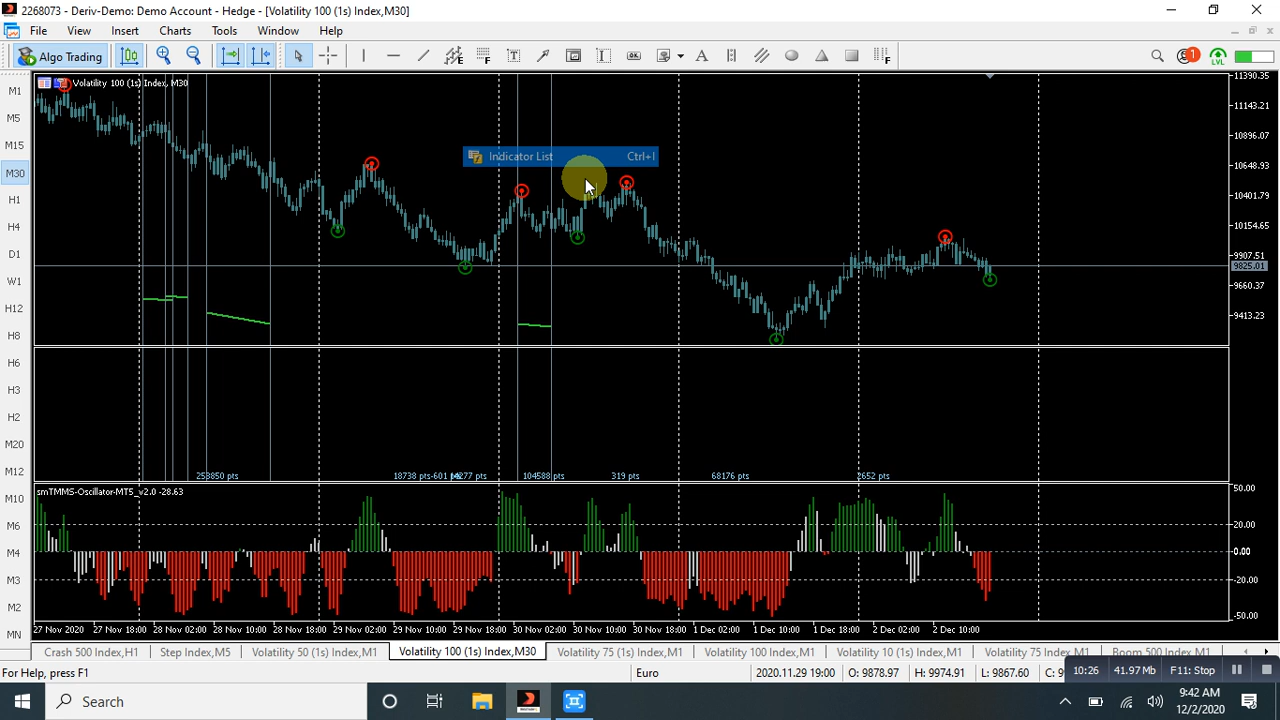 2268073 - Deriv-Demo: Demo Account - Hedge - [Volatility 100 (1s) Index,M30]
File View Insert Charts Tools Window Help
Algo Trading
M1
M5
M15
M30
H1
H4
D1
W1
H12
H8
H6
H3
H2
M20
M12
M10
M6
M4
M3
M2
MN
Volatility 100 (1s) Index, M30
Indicator List Ctrl+I
11390.35
11143.21
10896.07
10648.93
10401.79
10154.65
9907.51
9825.01
9660.37
9413.23
253850 pts
104588 pts 319 pts 68176 pts 2652 pts
smTMMS-Oscillator-MT5_v2.0 -28.63
50.00
20.00
0.00
-20.00
-50.00
27 Nov 2020 27 Nov 18:00 28 Nov 02:00 28 Nov 10:00 28 Nov 18:00 29 Nov 02:00 29 Nov 10:00 29 Nov 18:00 30 Nov 02:00 30 Nov 10:00 30 Nov 18:00 1 Dec 02:00 1 Dec 10:00 1 Dec 18:00 2 Dec 02:00 2 Dec 10:00
Crash 500 Index,H1 Step Index,M5 Volatility 50 (1s) Index,M1 Volatility 100 (1s) Index,M30 Volatility 75 (1s) Index,M1 Volatility 100 Index,M1 Volatility 10 (1s) Index,M1 Volatility 75 Index,M1 Boom 500 Index,M1
For Help, press F1 Euro 2020.11.29 19:00 O: 9878.97 H: 9974.91 L: 9867.60
10:26 41.97 MB F11: Stop
Search
9:42 AM
12/2/2020